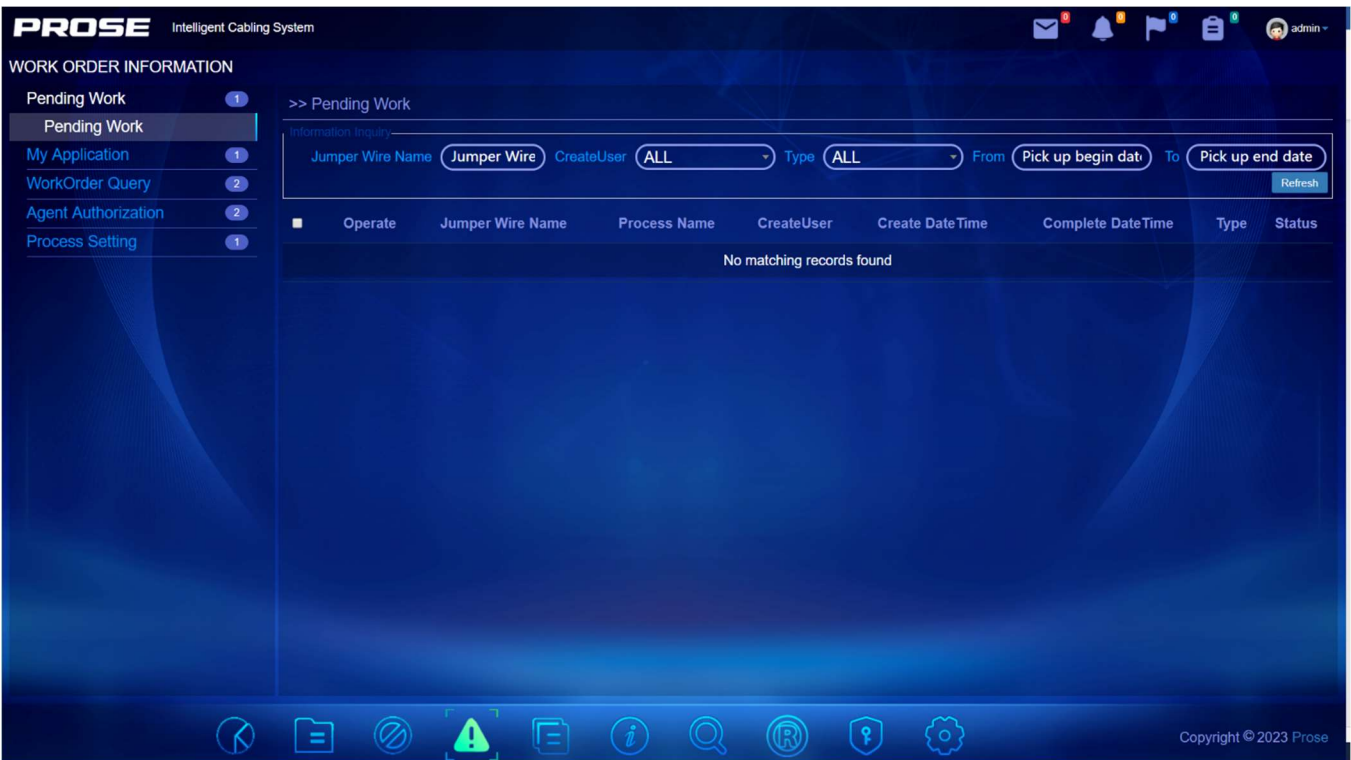 PROSE Intelligent Cabling System 0 0 0 0 admin
WORK ORDER INFORMATION
Pending Work 1
Pending Work
My Application 1
WorkOrder Query 2
Agent Authorization 2
Process Setting 1
>> Pending Work
Information Inquiry
Jumper Wire Name Jumper Wire CreateUser ALL Type ALL From Pick up begin dat To Pick up end date
Refresh
Operate Jumper Wire Name Process Name CreateUser Create DateTime Complete DateTime Type Status
No matching records found
Copyright © 2023 Prose